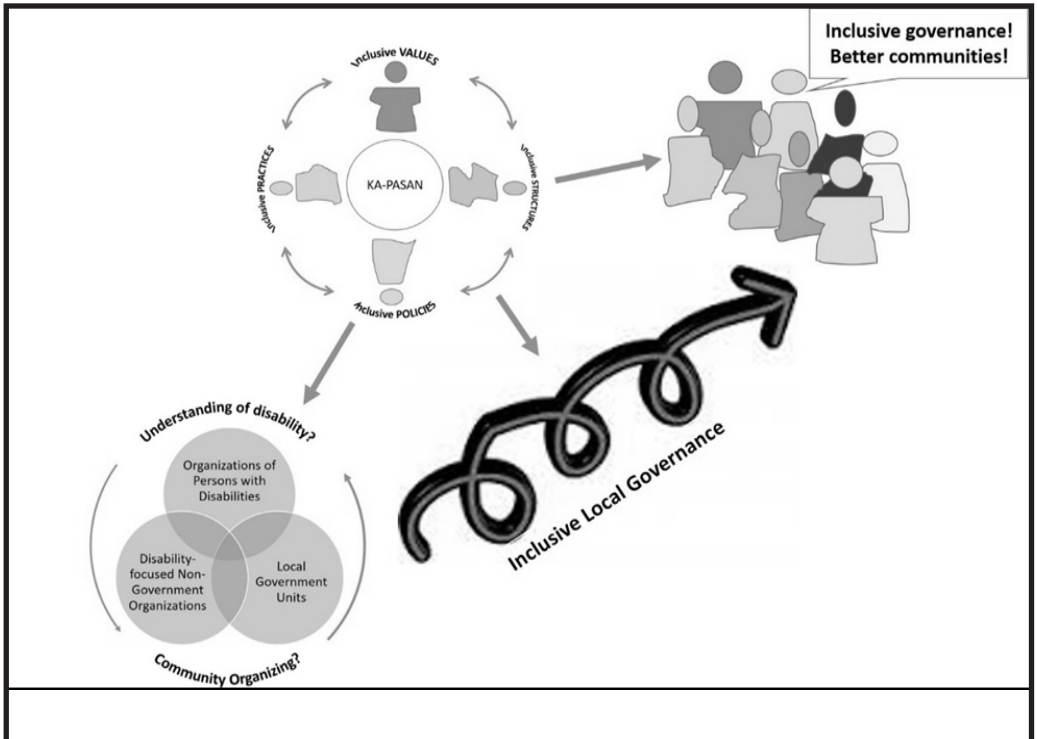 Inclusive governance!
Better communities!
Inclusive VALUES
Inclusive PRACTICES
KA-PASAN
Inclusive STRUCTURES
Inclusive POLICIES
Understanding of disability?
Organizations of
Persons with
Disabilities
Disability-
focused Non-
Government
Organizations
Local
Government
Units
Community Organizing?
Inclusive Local Governance